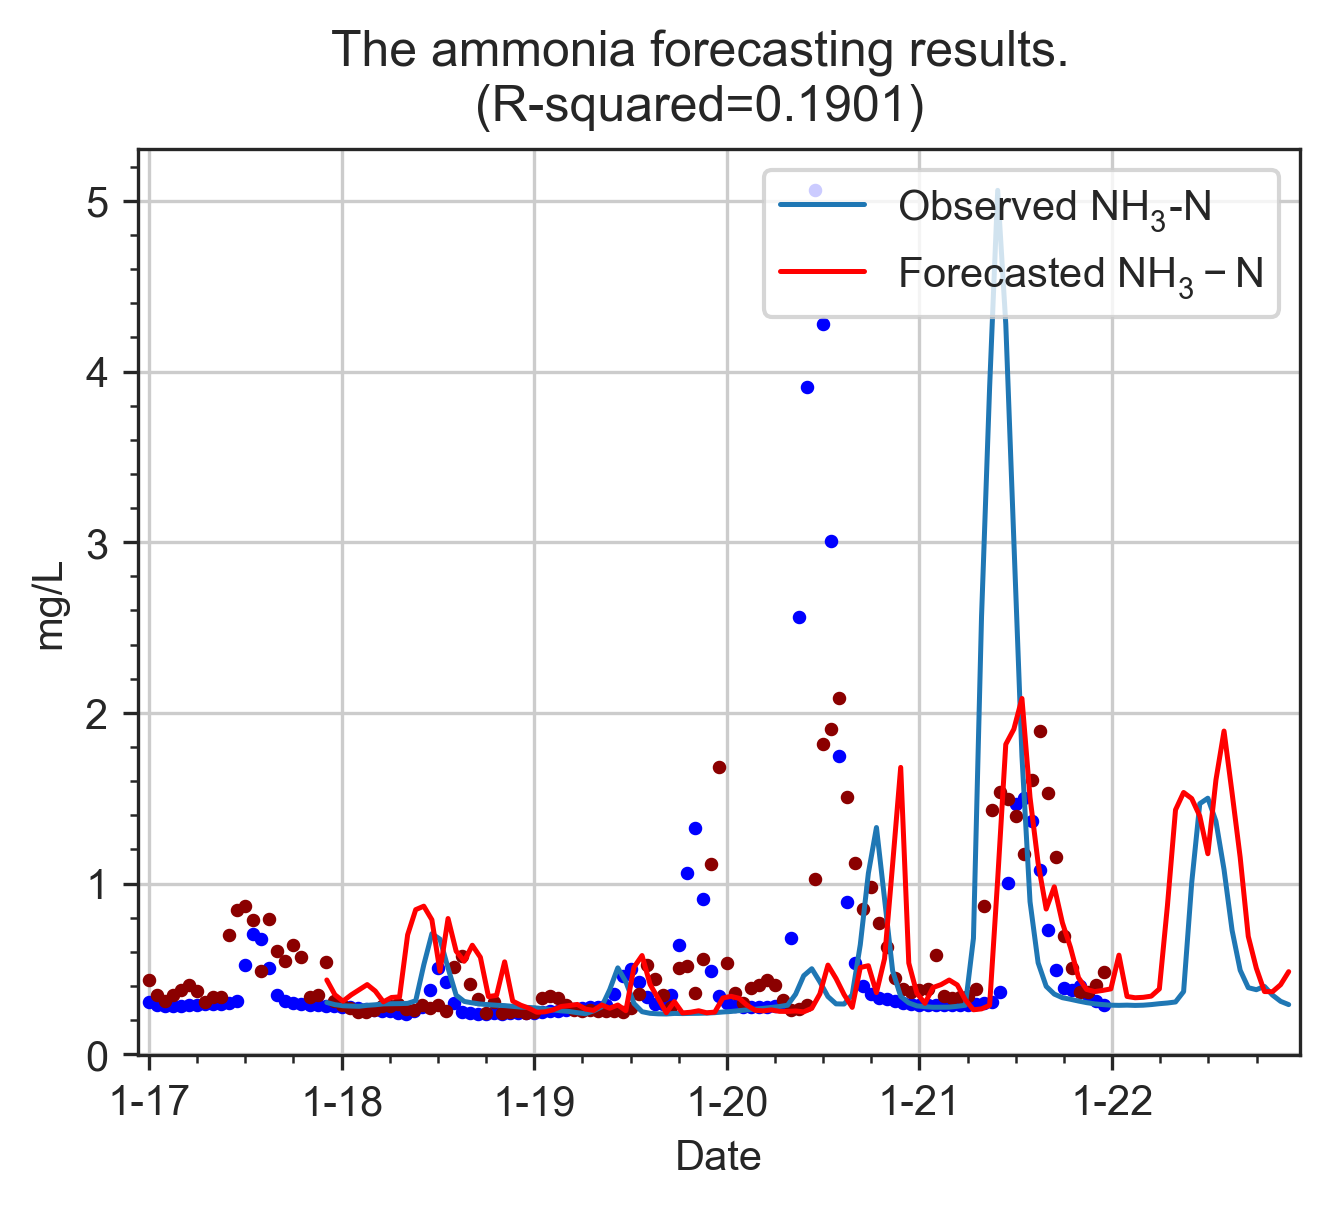 The ammonia forecasting results.
(R-squared=0.1901)
Observed NH3-N
Forecasted NH3 − N
5
4
3
2
1
0
mg/L
1-17 1-18 1-19 1-20 1-21 1-22
Date